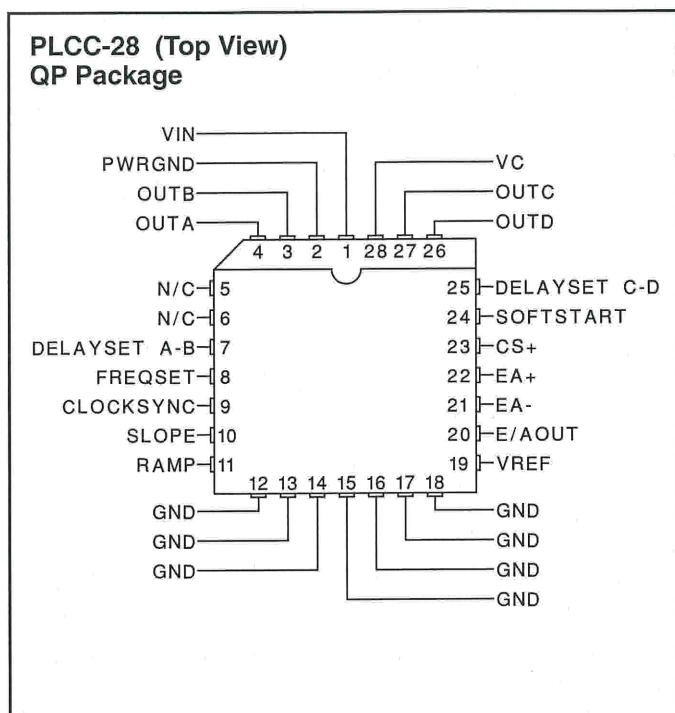 PLCC-28 (Top View)
QP Package
VIN
PWRGND
OUTB
OUTA
VC
OUTC
OUTD
4 3 2 1 28 27 26
N/C 5
N/C 6
DELAYSET A-B 7
FREQSET 8
CLOCKSYNC 9
SLOPE 10
RAMP 11
25 DELAYSET C-D
24 SOFTSTART
23 CS+
22 EA+
21 EA-
20 E/AOUT
19 VREF
12 13 14 15 16 17 18
GND
GND
GND
GND
GND
GND
GND